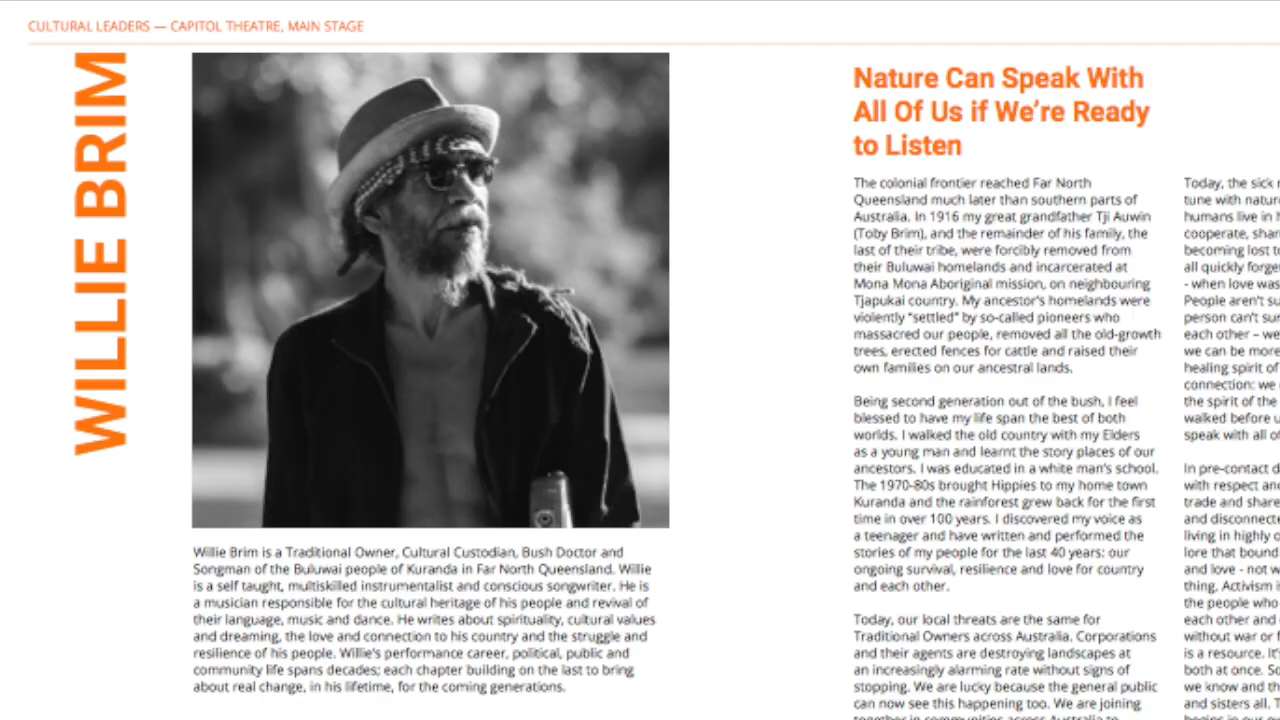 CULTURAL LEADERS — CAPITOL THEATRE, MAIN STAGE
WILLIE BRIM
Willie Brim is a Traditional Owner, Cultural Custodian, Bush Doctor and
Songman of the Buluwai people of Kuranda in Far North Queensland. Willie
is a self taught, multiskilled instrumentalist and conscious songwriter. He is
a musician responsible for the cultural heritage of his people and revival of
their language, music and dance. He writes about spirituality, cultural values
and dreaming, the love and connection to his country and the struggle and
resilience of his people. Willie's performance career, political, public and
community life spans decades; each chapter building on the last to bring
about real change, in his lifetime, for the coming generations.
Nature Can Speak With
All Of Us if We're Ready
to Listen
The colonial frontier reached Far North
Queensland much later than southern parts of
Australia. In 1916 my great grandfather Tji Auwin
(Toby Brim), and the remainder of his family, the
last of their tribe, were forcibly removed from
their Buluwai homelands and incarcerated at
Mona Mona Aboriginal mission, on neighbouring
Tjapukai country. My ancestor's homelands were
violently "settled" by so-called pioneers who
massacred our people, removed all the old-growth
trees, erected fences for cattle and raised their
own families on our ancestral lands.
Being second generation out of the bush, I feel
blessed to have my life span the best of both
worlds. I walked the old country with my Elders
as a young man and learnt the story places of our
ancestors. I was educated in a white man's school.
The 1970-80s brought Hippies to my home town
Kuranda and the rainforest grew back for the first
time in over 100 years. I discovered my voice as
a teenager and have written and performed the
stories of my people for the last 40 years: our
ongoing survival, resilience and love for country
and each other.
Today, our local threats are the same for
Traditional Owners across Australia. Corporations
and their agents are destroying landscapes at
an increasingly alarming rate without signs of
stopping. We are lucky because the general public
can now see this happening too. We are joining
together in communities across Australia to
Today, the sick
tune with natur
humans live in
cooperate, shar
becoming lost to
all quickly forge
- when love was
People aren't su
person can't sur
each other – we
we can be more
healing spirit of
connection: we
the spirit of the
walked before u
speak with all o
In pre-contact d
with respect and
trade and share
and disconnect
living in highly o
lore that bound
and love - not w
thing. Activism i
the people who
each other and
without war or
is a resource. It's
both at once. So
we know and th
and sisters all. T